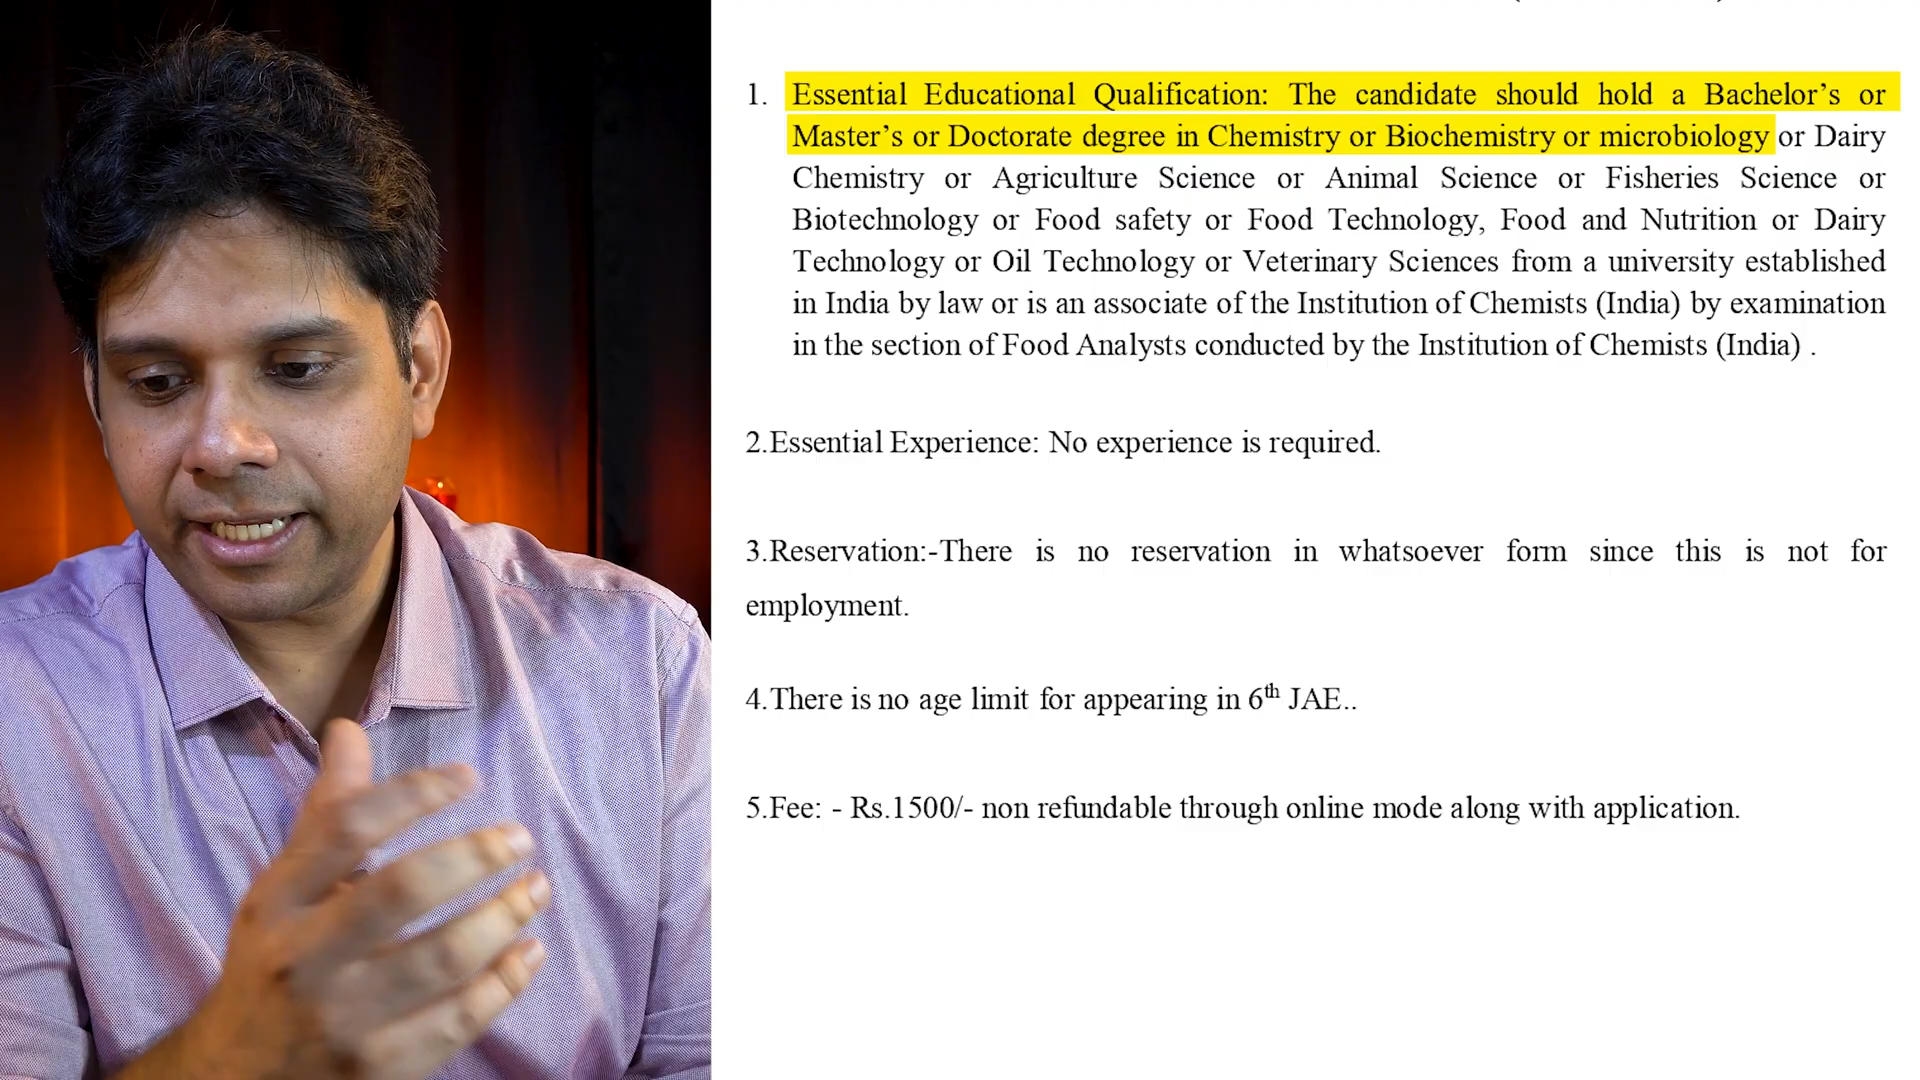 1. Essential Educational Qualification: The candidate should hold a Bachelor’s or
Master’s or Doctorate degree in Chemistry or Biochemistry or microbiology or Dairy
Chemistry or Agriculture Science or Animal Science or Fisheries Science or
Biotechnology or Food safety or Food Technology, Food and Nutrition or Dairy
Technology or Oil Technology or Veterinary Sciences from a university established
in India by law or is an associate of the Institution of Chemists (India) by examination
in the section of Food Analysts conducted by the Institution of Chemists (India) .
2.Essential Experience: No experience is required.
3.Reservation:-There is no reservation in whatsoever form since this is not for
employment.
4.There is no age limit for appearing in 6th JAE..
5.Fee: - Rs.1500/- non refundable through online mode along with application.